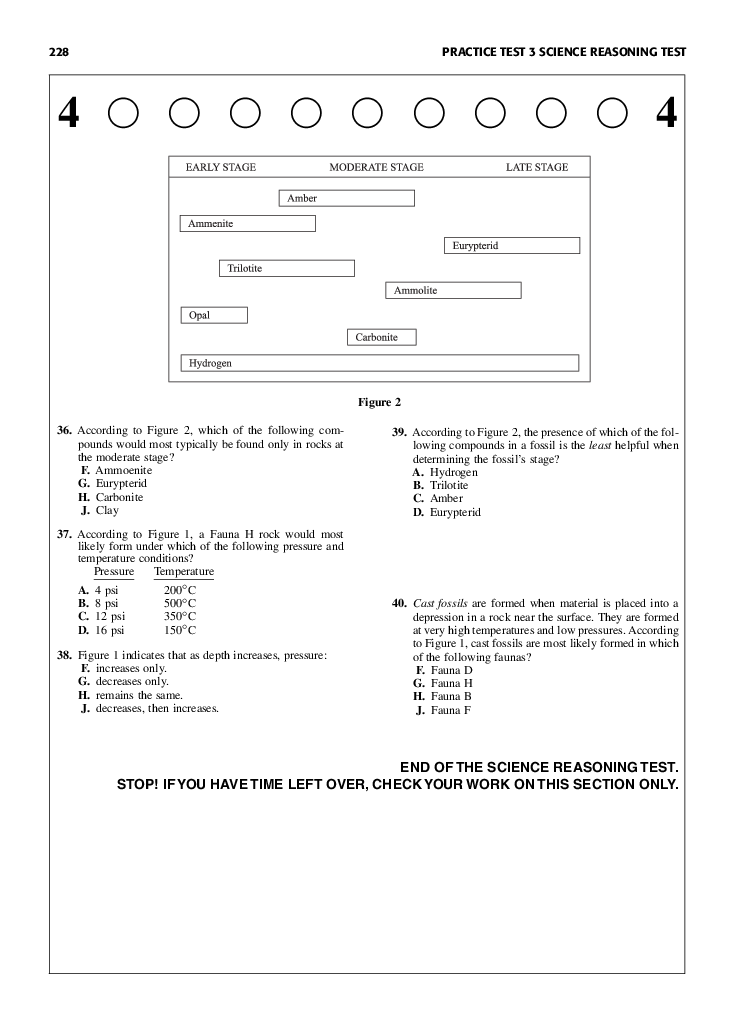 228
PRACTICE TEST 3 SCIENCE REASONING TEST
4 4
EARLY STAGE MODERATE STAGE LATE STAGE
Amber
Ammenite
Eurypterid
Trilotite
Ammolite
Opal
Carbonite
Hydrogen
Figure 2
36. According to Figure 2, which of the following com-
pounds would most typically be found only in rocks at
the moderate stage?
F. Ammoenite
G. Eurypterid
H. Carbonite
J. Clay
37. According to Figure 1, a Fauna H rock would most
likely form under which of the following pressure and
temperature conditions?
Pressure Temperature
A. 4 psi 200°C
B. 8 psi 500°C
C. 12 psi 350°C
D. 16 psi 150°C
38. Figure 1 indicates that as depth increases, pressure:
F. increases only.
G. decreases only.
H. remains the same.
J. decreases, then increases.
39. According to Figure 2, the presence of which of the fol-
lowing compounds in a fossil is the least helpful when
determining the fossil's stage?
A. Hydrogen
B. Trilotite
C. Amber
D. Eurypterid
40. Cast fossils are formed when material is placed into a
depression in a rock near the surface. They are formed
at very high temperatures and low pressures. According
to Figure 1, cast fossils are most likely formed in which
of the following faunas?
F. Fauna D
G. Fauna H
H. Fauna B
J. Fauna F
END OF THE SCIENCE REASONING TEST.
STOP! IF YOU HAVE TIME LEFT OVER, CHECK YOUR WORK ON THIS SECTION ONLY.